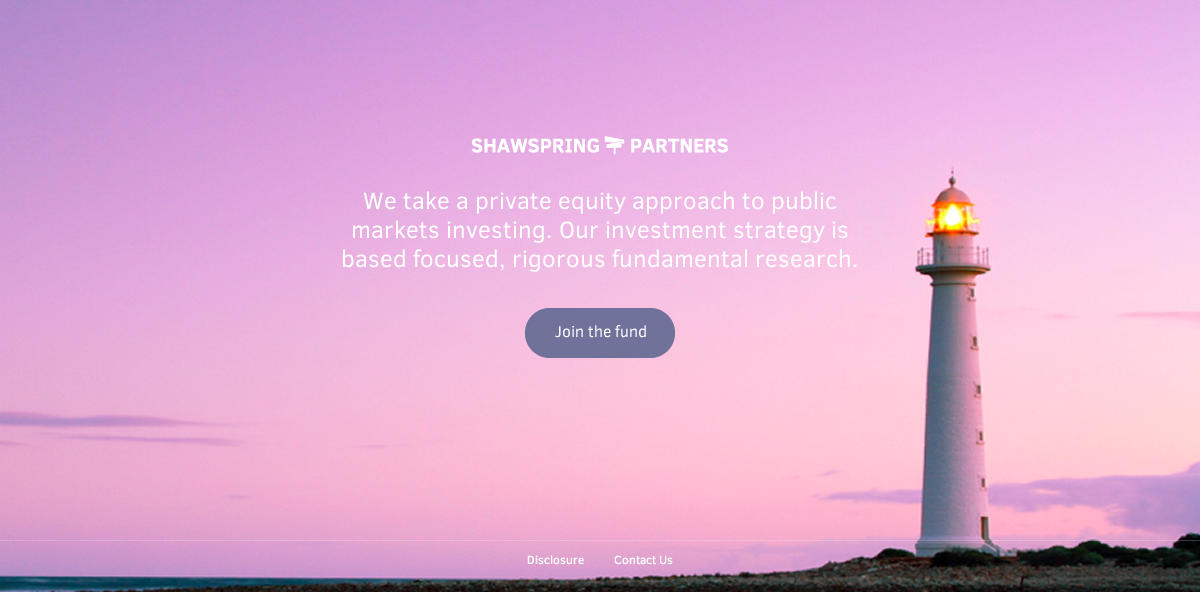 SHAWSPRING PARTNERS
We take a private equity approach to public
markets investing. Our investment strategy is
based focused, rigorous fundamental research.
Join the fund
Disclosure Contact Us